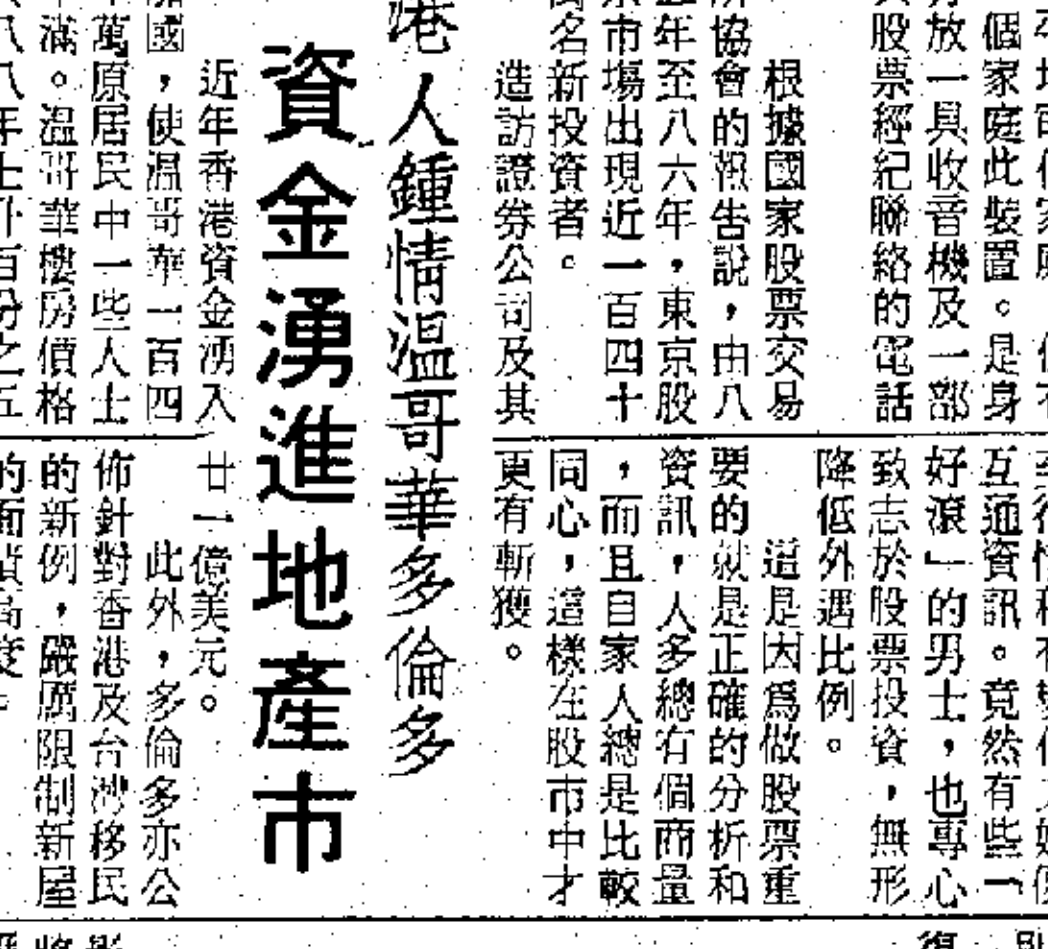 個家庭此裝置。是身
放一具收音機及一部
股票經紀聯絡的電話
根據國家股票交易
協會的報告說，由八
年至八六年，東京股
市場出現近一百四十
名新投資者。
造訪證券公司及其
互通資訊。竟然有些一
好滾」的男士，也專心
致志於股票投資，無形
降低外遇比例。
這是因為做股票重
要的就是正確的分析和
資訊，人多總有個商量
，而且自家人總是比較
同心，這樣在股市中才
更有斬獲。
港人鍾情溫哥華多倫多
資金湧進地產市
近年香港資金湧入
國，使溫哥華一百四
萬原居民中一些人士
滿。溫哥華樓房價格
八年上升百份之五
廿一億美元。
此外，多倫多亦公
佈針對香港及台灣移民
的新例，嚴厲限制新屋
的面積高度。